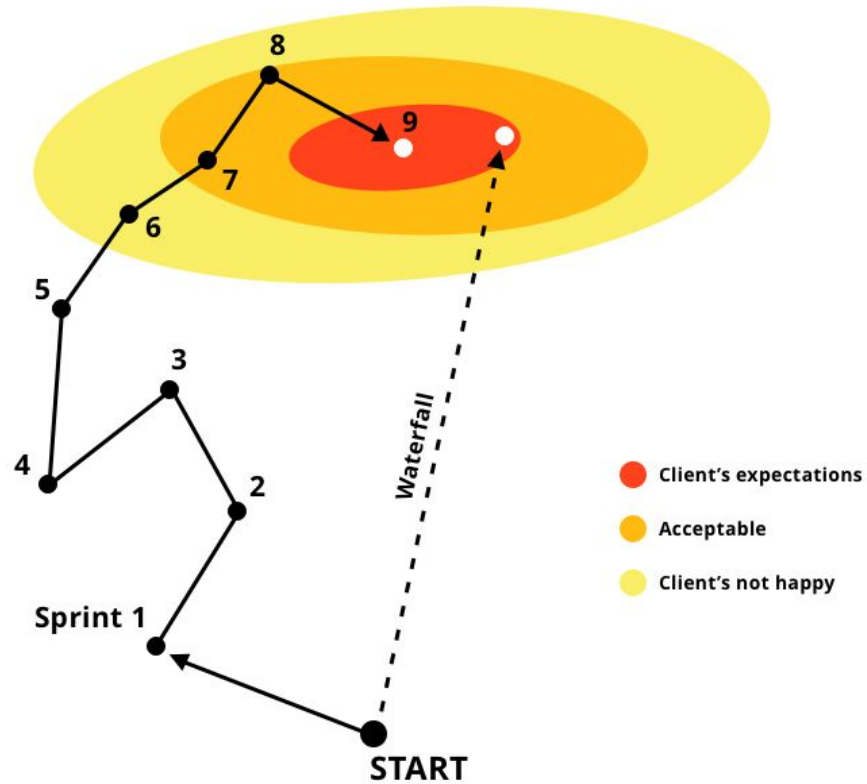 8
9
7
6
5
3
4
2
Waterfall
Client's expectations
Acceptable
Client's not happy
Sprint 1
START